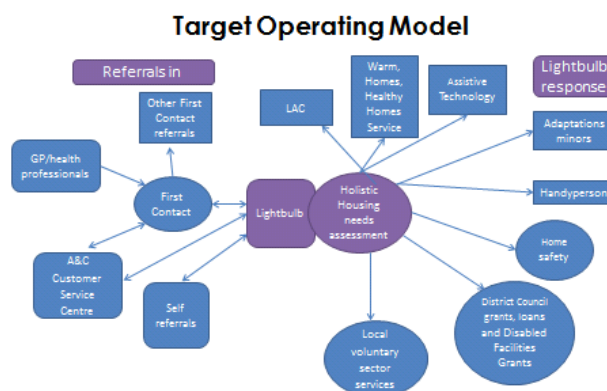 Target Operating Model
Referrals in
Lightbulb
response
Other First
Contact
referrals
LAC
Warm,
Homes,
Healthy
Homes
Service
Assistive
Technology
Adaptations
minors
GP/health
professionals
First
Contact
Lightbulb
Holistic
Housing
needs
assessment
Handyperson
A&C
Customer
Service
Centre
Self
referrals
Home
safety
Local
voluntary
sector
services
District Council
grants, loans
and Disabled
Facilities
Grants